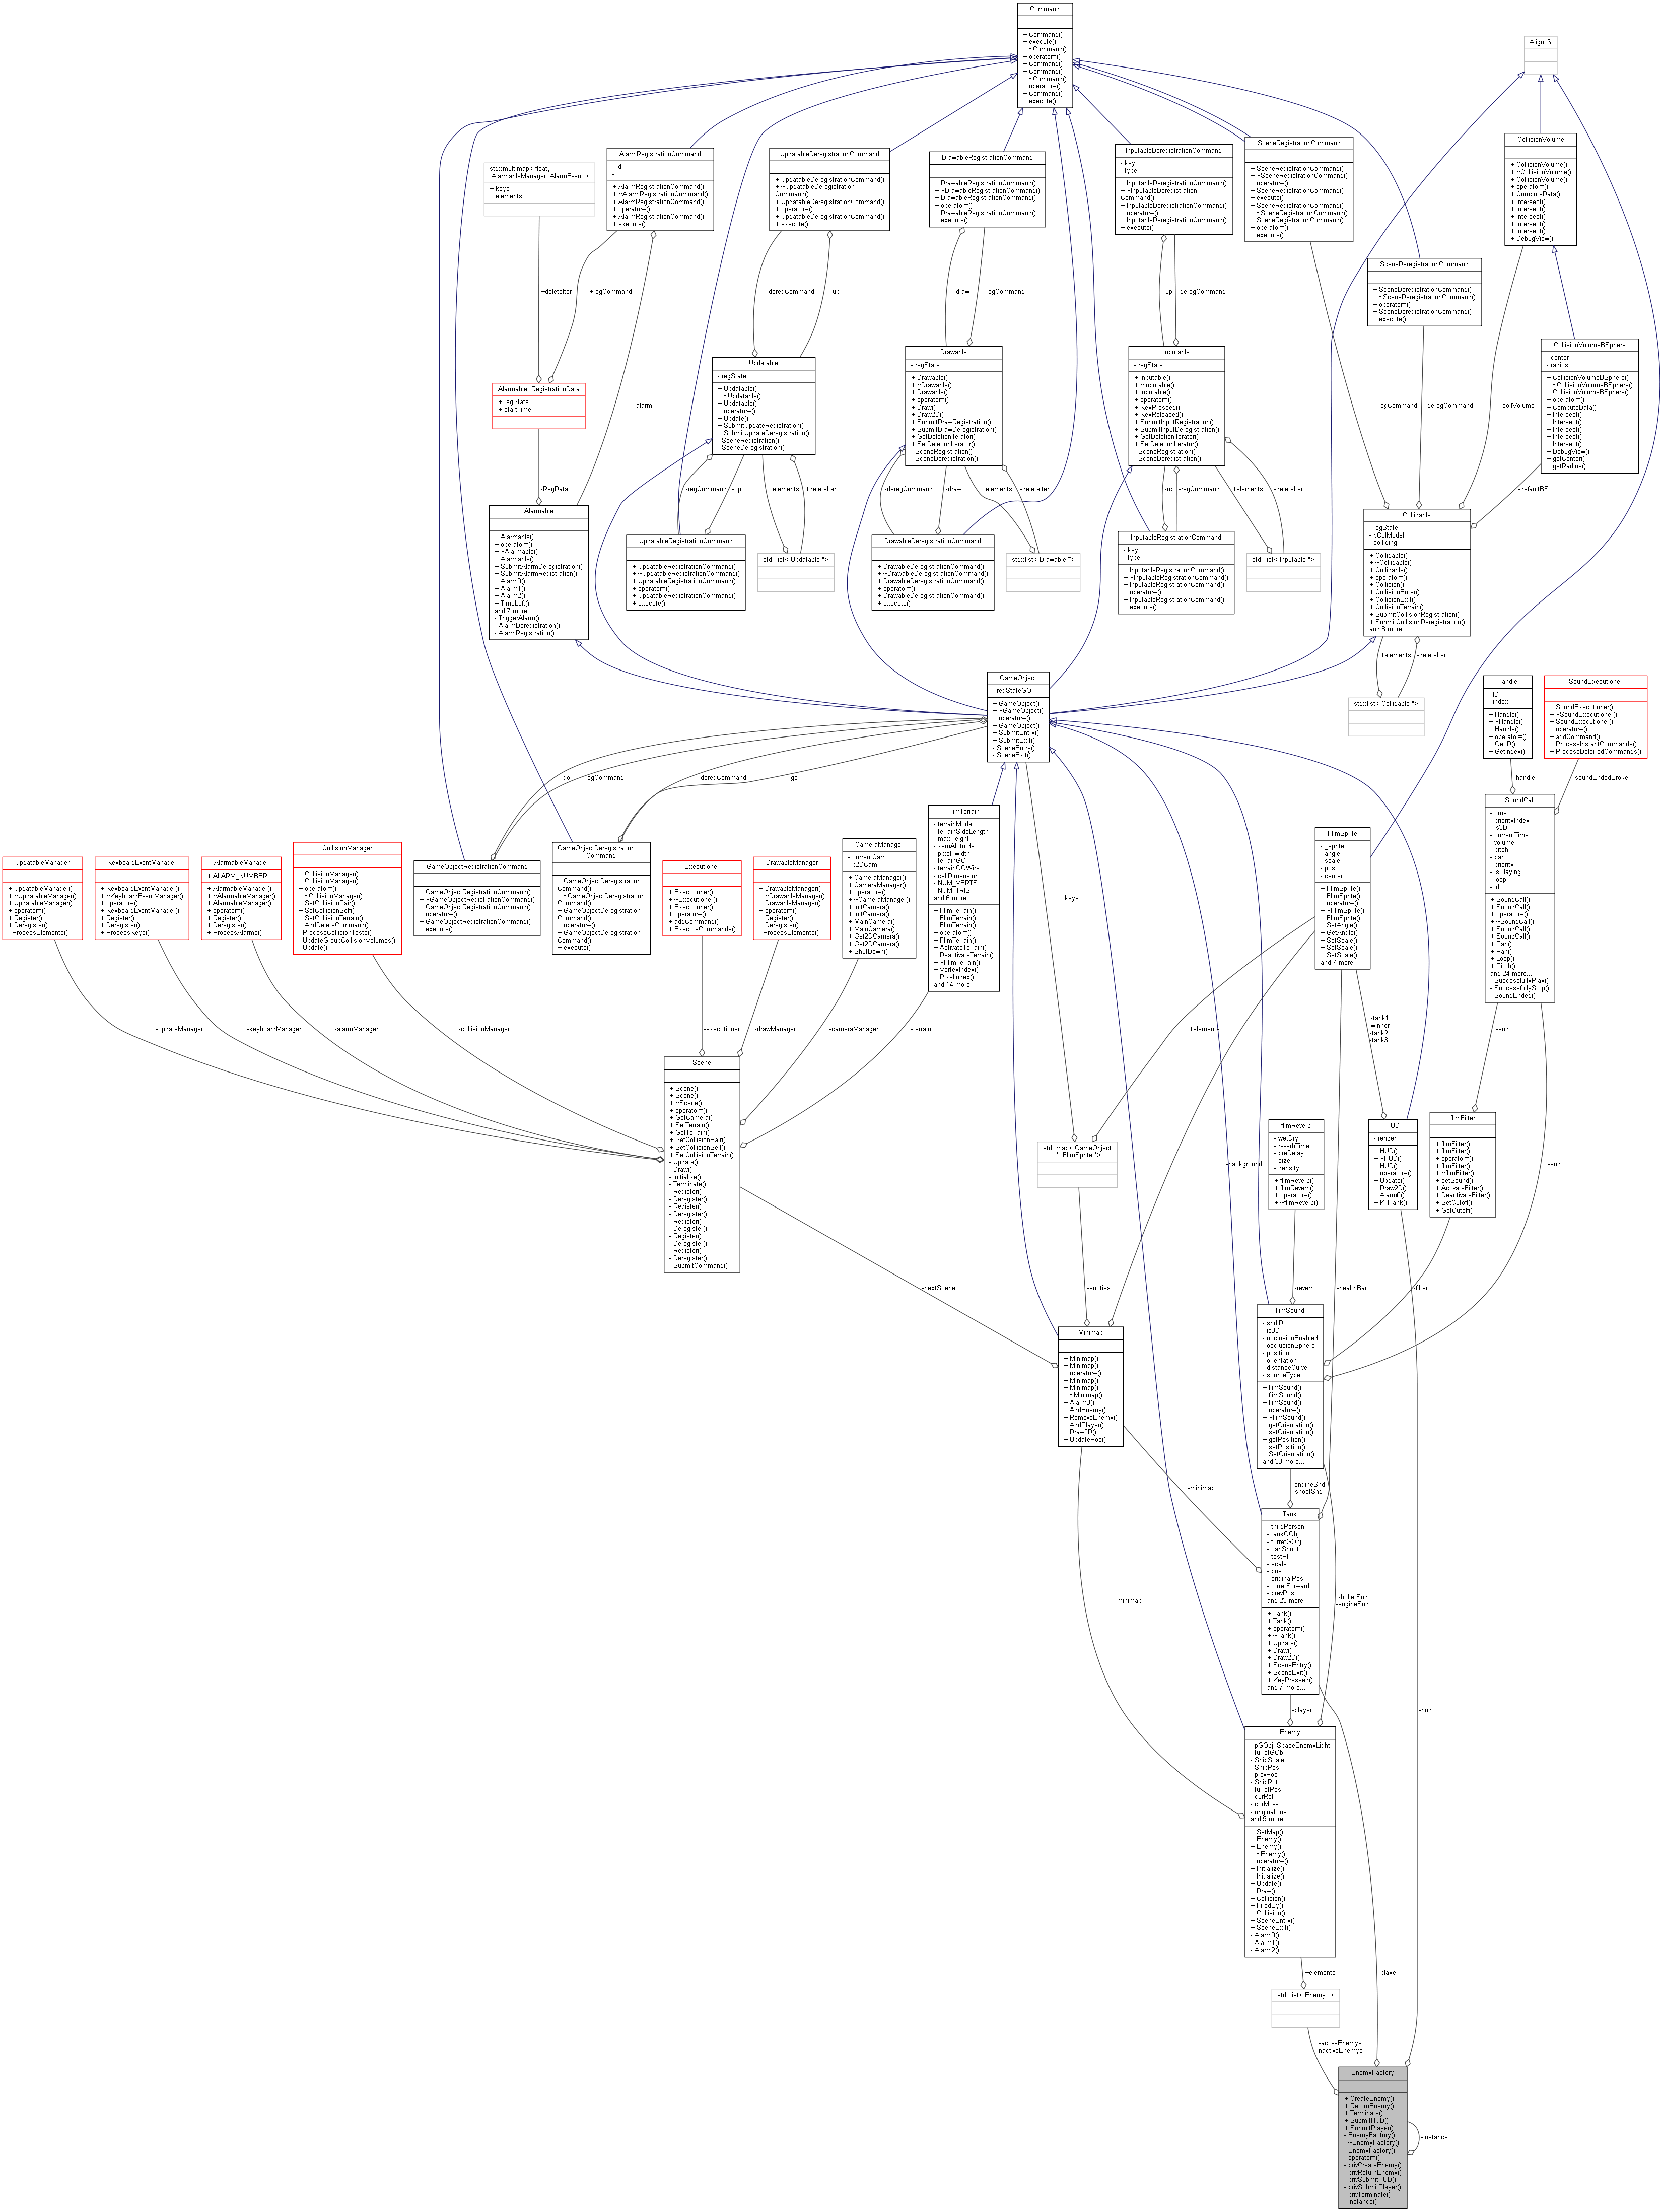 Command
+ Command()
+ execute()
+ ~Command()
+ operator=()
+ Command()
+ Command()
+ ~Command()
+ operator=()
+ Command()
+ execute()
Align16
CollisionVolume
+ CollisionVolume()
+ ~CollisionVolume()
+ CollisionVolume()
+ operator=()
+ ComputeData()
+ Intersect()
+ Intersect()
+ Intersect()
+ Intersect()
+ Intersect()
+ DebugView()
std::multimap< float,
AlarmableManager::AlarmEvent >
+ keys
+ elements
AlarmRegistrationCommand
- id
- t
+ AlarmRegistrationCommand()
+ ~AlarmRegistrationCommand()
+ AlarmRegistrationCommand()
+ operator=()
+ AlarmRegistrationCommand()
+ execute()
UpdatableDeregistrationCommand
+ UpdatableDeregistrationCommand()
+ ~UpdatableDeregistration
Command()
+ UpdatableDeregistrationCommand()
+ operator=()
+ UpdatableDeregistrationCommand()
+ execute()
DrawableRegistrationCommand
+ DrawableRegistrationCommand()
+ ~DrawableRegistrationCommand()
+ DrawableRegistrationCommand()
+ operator=()
+ DrawableRegistrationCommand()
+ execute()
InputableDeregistrationCommand
- key
- type
+ InputableDeregistrationCommand()
+ ~InputableDeregistration
Command()
+ InputableDeregistrationCommand()
+ operator=()
+ InputableDeregistrationCommand()
+ execute()
SceneRegistrationCommand
+ SceneRegistrationCommand()
+ ~SceneRegistrationCommand()
+ operator=()
+ SceneRegistrationCommand()
+ execute()
+ SceneRegistrationCommand()
+ ~SceneRegistrationCommand()
+ SceneRegistrationCommand()
+ operator=()
+ execute()
SceneDeregistrationCommand
+ SceneDeregistrationCommand()
+ ~SceneDeregistrationCommand()
+ operator=()
+ SceneDeregistrationCommand()
+ execute()
+deleteIter
+regCommand
-deregCommand
-up
-draw
-regCommand
-up
-deregCommand
CollisionVolumeBSphere
- center
- radius
+ CollisionVolumeBSphere()
+ ~CollisionVolumeBSphere()
+ CollisionVolumeBSphere()
+ operator=()
+ ComputeData()
+ Intersect()
+ Intersect()
+ Intersect()
+ Intersect()
+ Intersect()
+ DebugView()
+ getCenter()
+ getRadius()
Alarmable::RegistrationData
+ regState
+ startTime
-alarm
Updatable
- regState
+ Updatable()
+ ~Updatable()
+ Updatable()
+ operator=()
+ Update()
+ SubmitUpdateRegistration()
+ SubmitUpdateDeregistration()
- SceneRegistration()
- SceneDeregistration()
Drawable
- regState
+ Drawable()
+ ~Drawable()
+ Drawable()
+ operator=()
+ Draw()
+ Draw2D()
+ SubmitDrawRegistration()
+ SubmitDrawDeregistration()
+ GetDeletionIterator()
+ SetDeletionIterator()
- SceneRegistration()
- SceneDeregistration()
Inputable
- regState
+ Inputable()
+ ~Inputable()
+ Inputable()
+ operator=()
+ KeyPressed()
+ KeyReleased()
+ SubmitInputRegistration()
+ SubmitInputDeregistration()
+ GetDeletionIterator()
+ SetDeletionIterator()
- SceneRegistration()
- SceneDeregistration()
-regCommand
-deregCommand
-collVolume
-RegData
-regCommand
-up
+elements
+deleteIter
-deregCommand
-draw
+elements
-deleteIter
-up
-regCommand
+elements
-deleteIter
-defaultBS
Alarmable
+ Alarmable()
+ operator=()
+ ~Alarmable()
+ Alarmable()
+ SubmitAlarmDeregistration()
+ SubmitAlarmRegistration()
+ Alarm0()
+ Alarm1()
+ Alarm2()
+ TimeLeft()
and 7 more...
- TriggerAlarm()
- AlarmDeregistration()
- AlarmRegistration()
UpdatableRegistrationCommand
+ UpdatableRegistrationCommand()
+ ~UpdatableRegistrationCommand()
+ UpdatableRegistrationCommand()
+ operator=()
+ UpdatableRegistrationCommand()
+ execute()
std::list< Updatable *>
DrawableDeregistrationCommand
+ DrawableDeregistrationCommand()
+ ~DrawableDeregistrationCommand()
+ DrawableDeregistrationCommand()
+ operator=()
+ DrawableDeregistrationCommand()
+ execute()
std::list< Drawable *>
InputableRegistrationCommand
- key
- type
+ InputableRegistrationCommand()
+ ~InputableRegistrationCommand()
+ InputableRegistrationCommand()
+ operator=()
+ InputableRegistrationCommand()
+ execute()
std::list< Inputable *>
Collidable
- regState
- pColModel
- colliding
+ Collidable()
+ ~Collidable()
+ Collidable()
+ operator=()
+ Collision()
+ CollisionEnter()
+ CollisionExit()
+ CollisionTerrain()
+ SubmitCollisionRegistration()
+ SubmitCollisionDeregistration()
and 8 more...
+elements
-deleteIter
std::list< Collidable *>
GameObject
- regStateGO
+ GameObject()
+ ~GameObject()
+ operator=()
+ GameObject()
+ SubmitEntry()
+ SubmitExit()
- SceneEntry()
- SceneExit()
Handle
- ID
- index
+ Handle()
+ ~Handle()
+ Handle()
+ operator=()
+ GetID()
+ GetIndex()
SoundExecutioner
+ SoundExecutioner()
+ ~SoundExecutioner()
+ SoundExecutioner()
+ operator=()
+ addCommand()
+ ProcessInstantCommands()
+ ProcessDeferredCommands()
-go
-regCommand
-deregCommand
-go
-handle
-soundEndedBroker
UpdatableManager
+ UpdatableManager()
+ ~UpdatableManager()
+ UpdatableManager()
+ operator=()
+ Register()
+ Deregister()
- ProcessElements()
KeyboardEventManager
+ KeyboardEventManager()
+ ~KeyboardEventManager()
+ operator=()
+ KeyboardEventManager()
+ Register()
+ Deregister()
+ ProcessKeys()
AlarmableManager
+ ALARM_NUMBER
+ AlarmableManager()
+ ~AlarmableManager()
+ AlarmableManager()
+ operator=()
+ Register()
+ Deregister()
+ ProcessAlarms()
CollisionManager
+ CollisionManager()
+ CollisionManager()
+ operator=()
+ ~CollisionManager()
+ SetCollisionPair()
+ SetCollisionSelf()
+ SetCollisionTerrain()
+ AddDeleteCommand()
- ProcessCollisionTests()
- UpdateGroupCollisionVolumes()
- Update()
GameObjectRegistrationCommand
+ GameObjectRegistrationCommand()
+ ~GameObjectRegistrationCommand()
+ GameObjectRegistrationCommand()
+ operator=()
+ GameObjectRegistrationCommand()
+ execute()
GameObjectDeregistration
Command
+ GameObjectDeregistration
Command()
+ ~GameObjectDeregistration
Command()
+ GameObjectDeregistration
Command()
+ operator=()
+ GameObjectDeregistration
Command()
+ execute()
Executioner
+ Executioner()
+ ~Executioner()
+ Executioner()
+ operator=()
+ addCommand()
+ ExecuteCommands()
DrawableManager
+ DrawableManager()
+ ~DrawableManager()
+ DrawableManager()
+ operator=()
+ Register()
+ Deregister()
- ProcessElements()
CameraManager
- currentCam
- p2DCam
+ CameraManager()
+ CameraManager()
+ operator=()
+ ~CameraManager()
+ InitCamera()
+ InitCamera()
+ MainCamera()
+ MainCamera()
+ Get2DCamera()
+ Get2DCamera()
+ ShutDown()
FlimTerrain
- terrainModel
- terrainSideLength
- maxHeight
- zeroAltitutde
- pixel_width
- terrainGO
- terrainGOWire
- cellDimension
- NUM_VERTS
- NUM_TRIS
and 6 more...
+ FlimTerrain()
+ FlimTerrain()
+ FlimTerrain()
+ operator=()
+ FlimTerrain()
+ ActivateTerrain()
+ DeactivateTerrain()
+ ~FlimTerrain()
+ VertexIndex()
+ PixelIndex()
and 14 more...
+keys
FlimSprite
- _sprite
- angle
- scale
- pos
- center
+ FlimSprite()
+ FlimSprite()
+ operator=()
+ ~FlimSprite()
+ FlimSprite()
+ SetAngle()
+ GetAngle()
+ SetScale()
+ SetScale()
+ SetScale()
and 7 more...
SoundCall
- time
- priorityIndex
- is3D
- currentTime
- volume
- pitch
- pan
- priority
- isPlaying
- loop
- id
+ SoundCall()
+ SoundCall()
+ operator=()
+ ~SoundCall()
+ SoundCall()
+ SoundCall()
+ Pan()
+ Pan()
+ Loop()
+ Pitch()
and 24 more...
- SuccessfullyPlay()
- SuccessfullyStop()
- SoundEnded()
-updateManager
-keyboardManager
-alarmManager
-collisionManager
-executioner
-drawManager
-cameraManager
-terrain
+elements
-tank1
-winner
-tank2
-tank3
-snd
Scene
+ Scene()
+ Scene()
+ ~Scene()
+ operator=()
+ GetCamera()
+ SetTerrain()
+ GetTerrain()
+ SetCollisionPair()
+ SetCollisionSelf()
+ SetCollisionTerrain()
- Update()
- Draw()
- Initialize()
- Terminate()
- Register()
- Deregister()
- Register()
- Deregister()
- Register()
- Deregister()
- Register()
- Deregister()
- Register()
- Deregister()
- SubmitCommand()
std::map< GameObject
*, FlimSprite *>
-background
flimReverb
- wetDry
- reverbTime
- preDelay
- size
- density
+ flimReverb()
+ flimReverb()
+ operator=()
+ ~flimReverb()
HUD
- render
+ HUD()
+ ~HUD()
+ HUD()
+ operator=()
+ Update()
+ Draw2D()
+ Alarm0()
+ KillTank()
flimFilter
+ flimFilter()
+ flimFilter()
+ operator=()
+ flimFilter()
+ ~flimFilter()
+ setSound()
+ ActivateFilter()
+ DeactivateFilter()
+ SetCutoff()
+ GetCutoff()
-snd
-nextScene
-entities
-reverb
-healthBar
-filter
Minimap
+ Minimap()
+ Minimap()
+ operator=()
+ Minimap()
+ Minimap()
+ ~Minimap()
+ Alarm0()
+ AddEnemy()
+ RemoveEnemy()
+ AddPlayer()
+ Draw2D()
+ UpdatePos()
flimSound
- sndID
- is3D
- occlusionEnabled
- occlusionSphere
- position
- orientation
- distanceCurve
- sourceType
+ flimSound()
+ flimSound()
+ flimSound()
+ operator=()
+ ~flimSound()
+ getOrientation()
+ setOrientation()
+ getPosition()
+ setPosition()
+ SetOrientation()
and 33 more...
-minimap
-engineSnd
-shootSnd
Tank
- thirdPerson
- tankGObj
- turretGObj
- canShoot
- testPt
- scale
- pos
- originalPos
- turretForward
- prevPos
and 23 more...
+ Tank()
+ Tank()
+ operator=()
+ ~Tank()
+ Update()
+ Draw()
+ Draw2D()
+ SceneEntry()
+ SceneExit()
+ KeyPressed()
and 7 more...
-minimap
-bulletSnd
-engineSnd
-player
-hud
Enemy
- pGObj_SpaceEnemyLight
- turretGObj
- ShipScale
- ShipPos
- prevPos
- ShipRot
- turretPos
- curRot
- curMove
- originalPos
and 9 more...
+ SetMap()
+ Enemy()
+ Enemy()
+ ~Enemy()
+ operator=()
+ Initialize()
+ Initialize()
+ Update()
+ Draw()
+ Collision()
+ FiredBy()
+ Collision()
+ SceneEntry()
+ SceneExit()
- Alarm0()
- Alarm1()
- Alarm2()
+elements
-player
std::list< Enemy *>
-activeEnemys
-inactiveEnemys
EnemyFactory
+ CreateEnemy()
+ ReturnEnemy()
+ Terminate()
+ SubmitHUD()
+ SubmitPlayer()
- EnemyFactory()
- ~EnemyFactory()
- EnemyFactory()
- operator=()
- privCreateEnemy()
- privReturnEnemy()
- privSubmitHUD()
- privSubmitPlayer()
- privTerminate()
- Instance()
-instance